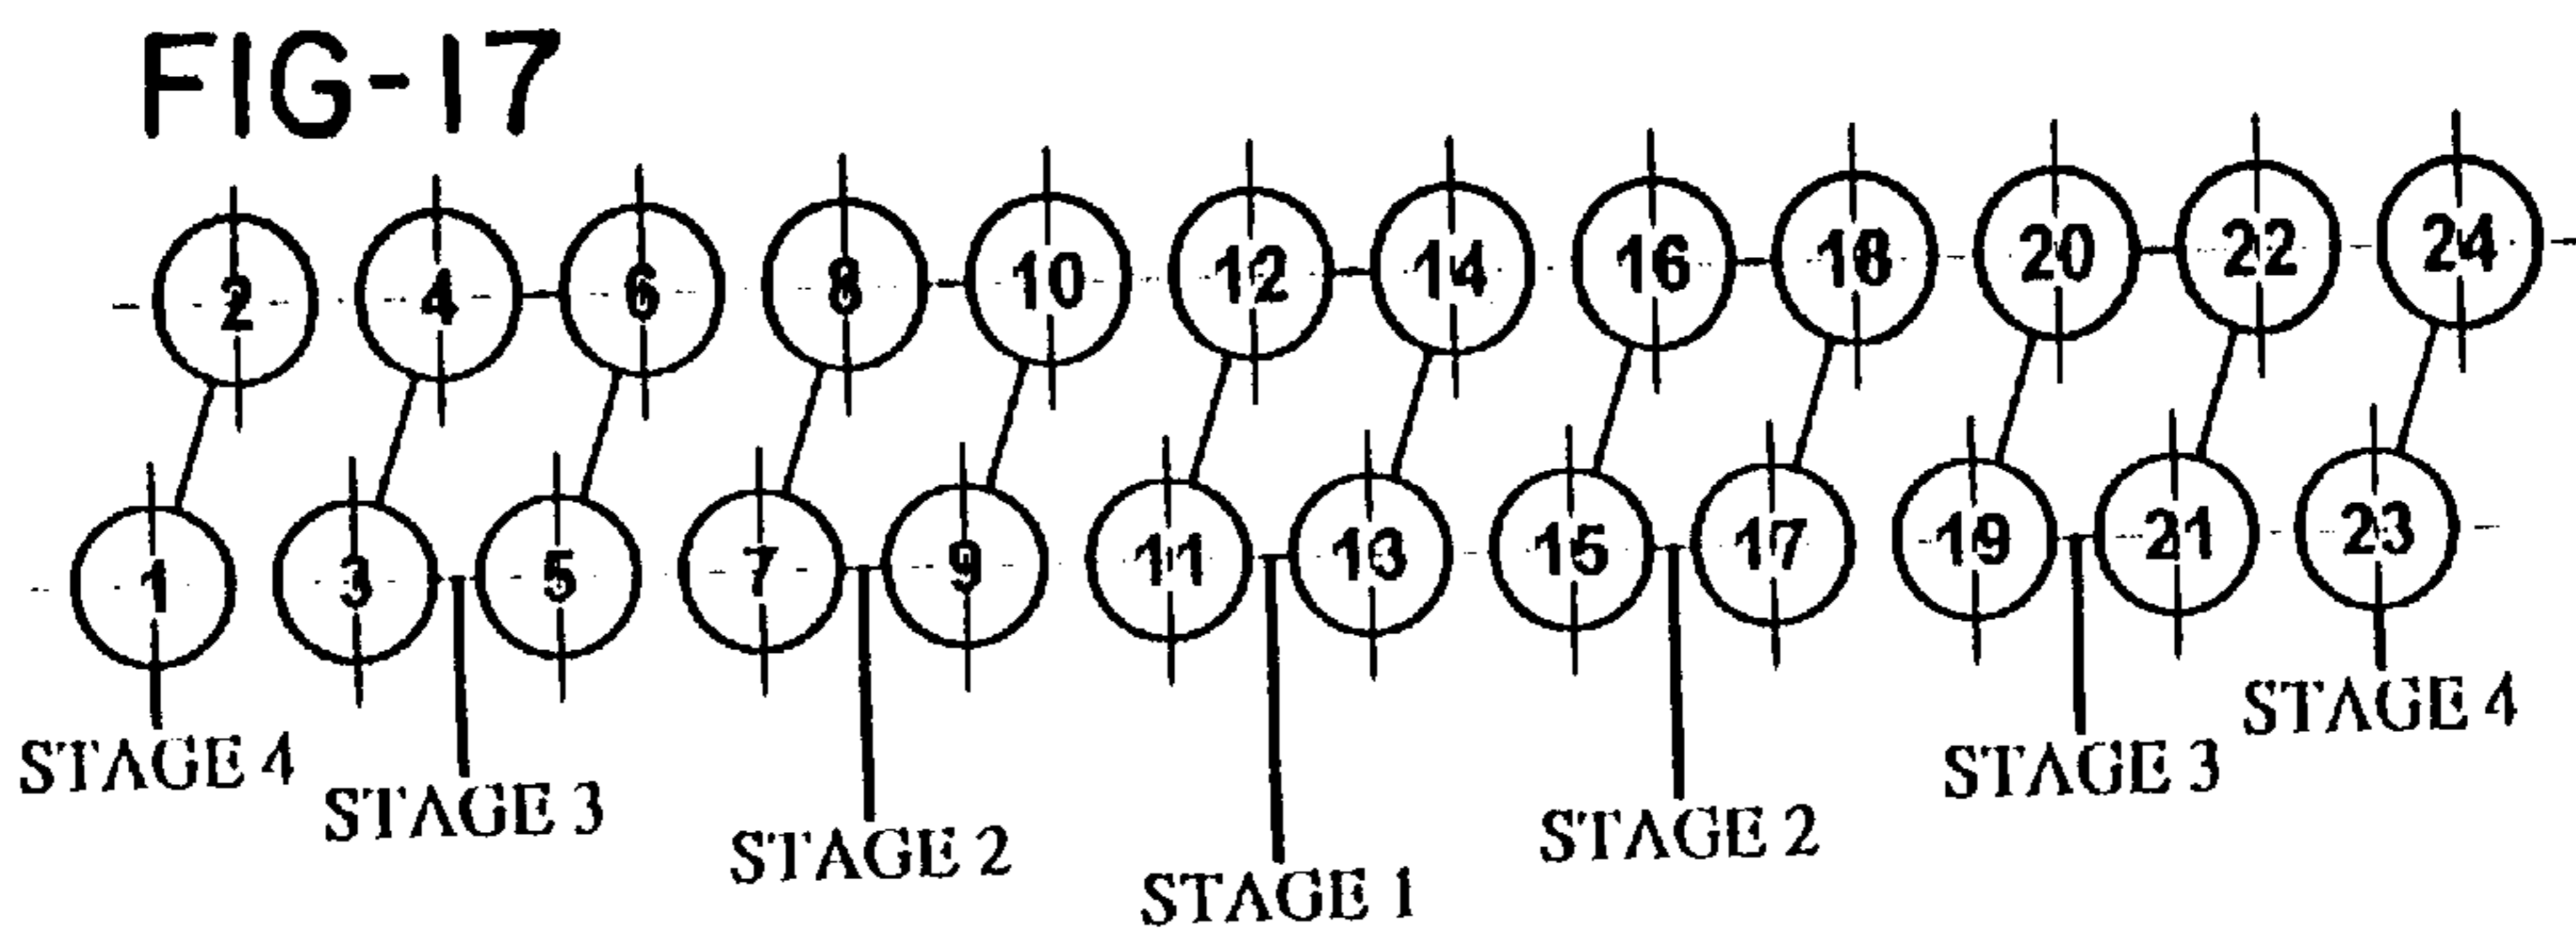 FIG-17
2 4 6 8 10 12 14 16 18 20 22 24
1 3 5 7 9 11 13 15 17 19 21 23
STAGE 4 STAGE 3 STAGE 2 STAGE 1 STAGE 2 STAGE 3 STAGE 4